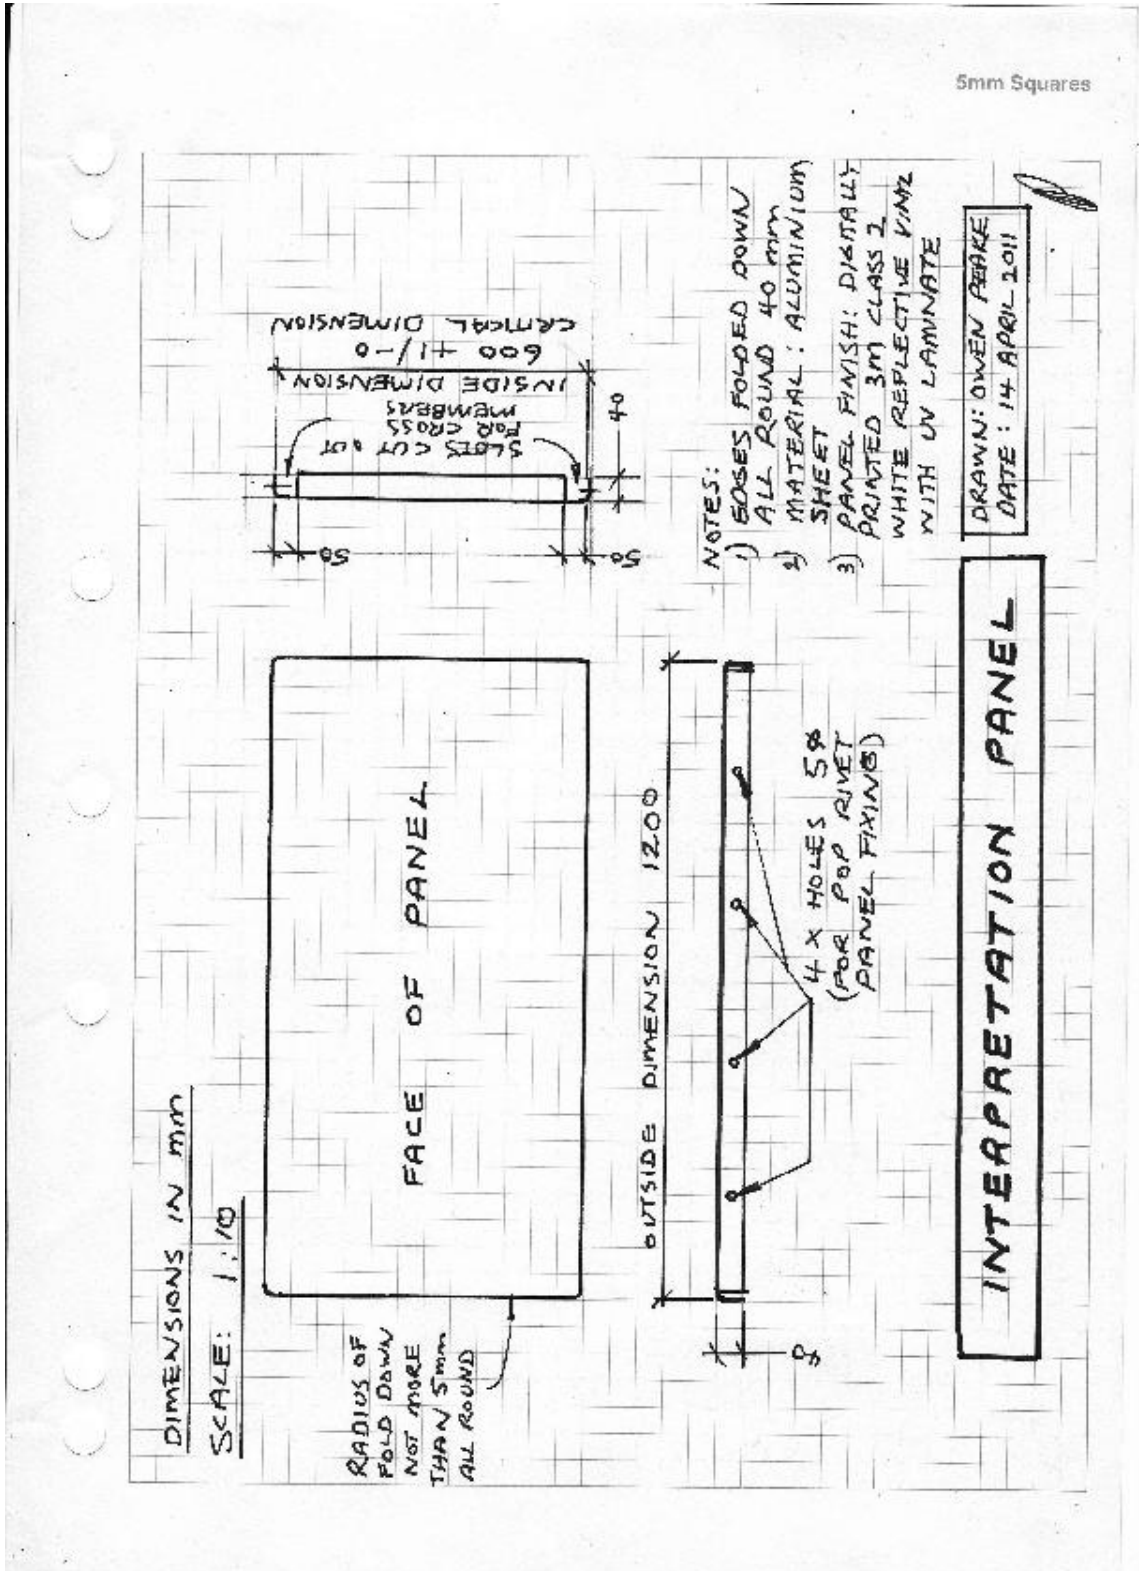 5mm Squares
DIMENSIONS IN mm
SCALE: 1:10
RADIUS OF
FOLD DOWN
NOT MORE
THAN 5mm
ALL ROUND
FACE OF PANEL
50
50
SLOTS CUT OUT
FOR CROSS
MEMBERS
INSIDE DIMENSION
600 +1/-0
CRITICAL DIMENSION
40
OUTSIDE DIMENSION 1200
40
4 X HOLES 5ø
(FOR POP RIVET
PANEL FIXING)
NOTES:
1) EDGES FOLDED DOWN
ALL ROUND 40 mm
2) MATERIAL: ALUMINIUM
SHEET
3) PANEL FINISH: DIGITALLY
PRINTED 3M CLASS 2
WHITE REFLECTIVE VINYL
WITH UV LAMINATE
INTERPRETATION PANEL
DRAWN: OWEN PEAKE
DATE: 14 APRIL 2011